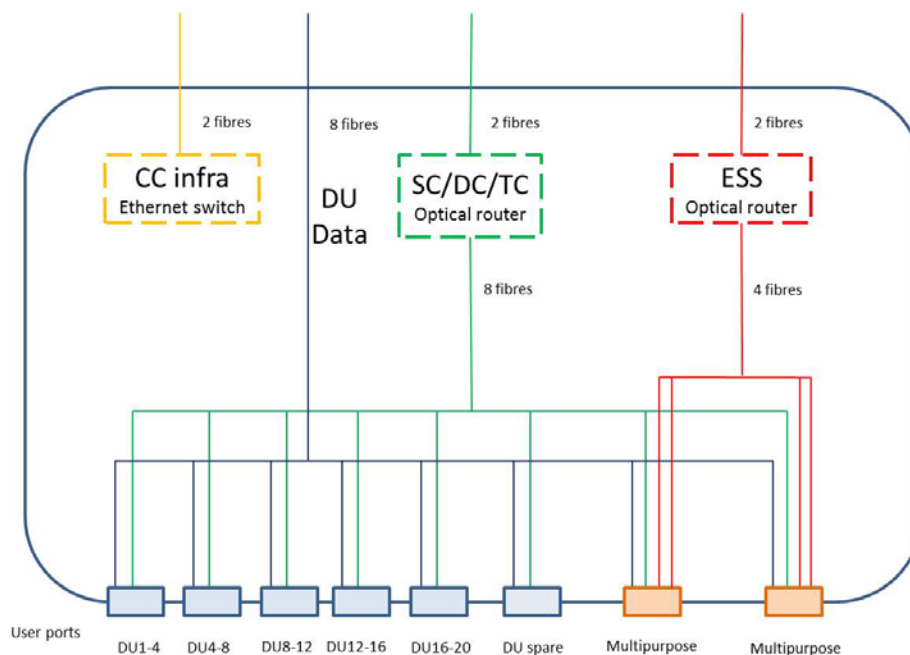 2 fibres
8 fibres
2 fibres
2 fibres
CC infra
Ethernet switch
DU
Data
SC/DC/TC
Optical router
ESS
Optical router
8 fibres
4 fibres
User ports
DU1-4
DU4-8
DU8-12
DU12-16
DU16-20
DU spare
Multipurpose
Multipurpose